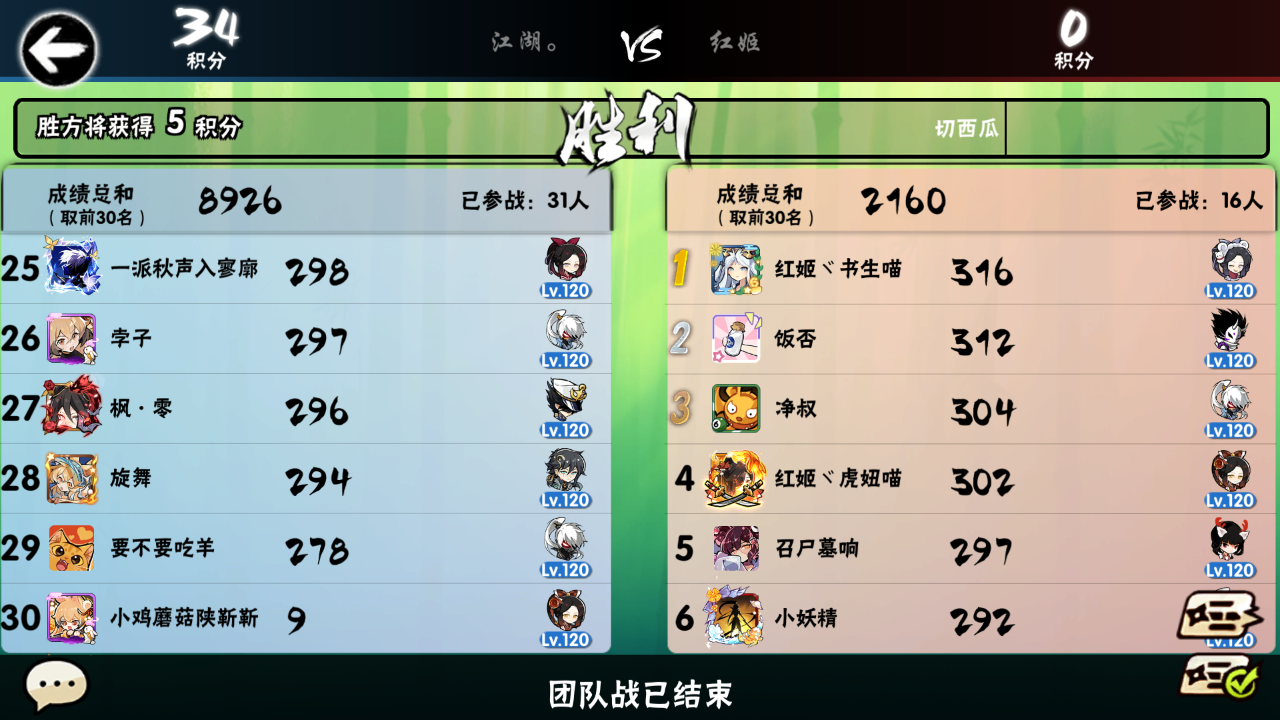 34
积分
江湖。
VS
红姬
0
积分
胜方将获得 5 积分
胜利
切西瓜
成绩总和
（取前30名）
8926
已参战：31人
25 一派秋声入寥廓 298 Lv.120
26 孛子 297 Lv.120
27 枫·零 296 Lv.120
28 旋舞 294 Lv.120
29 要不要吃羊 278 Lv.120
30 小鸡蘑菇陕靳靳 9 Lv.120
成绩总和
（取前30名）
2160
已参战：16人
1 红姬ヾ书生喵 316 Lv.120
2 饭否 312 Lv.120
3 净叔 304 Lv.120
4 红姬ヾ虎妞喵 302 Lv.120
5 召尸墓响 297 Lv.120
6 小妖精 292 Lv.120
团队战已结束